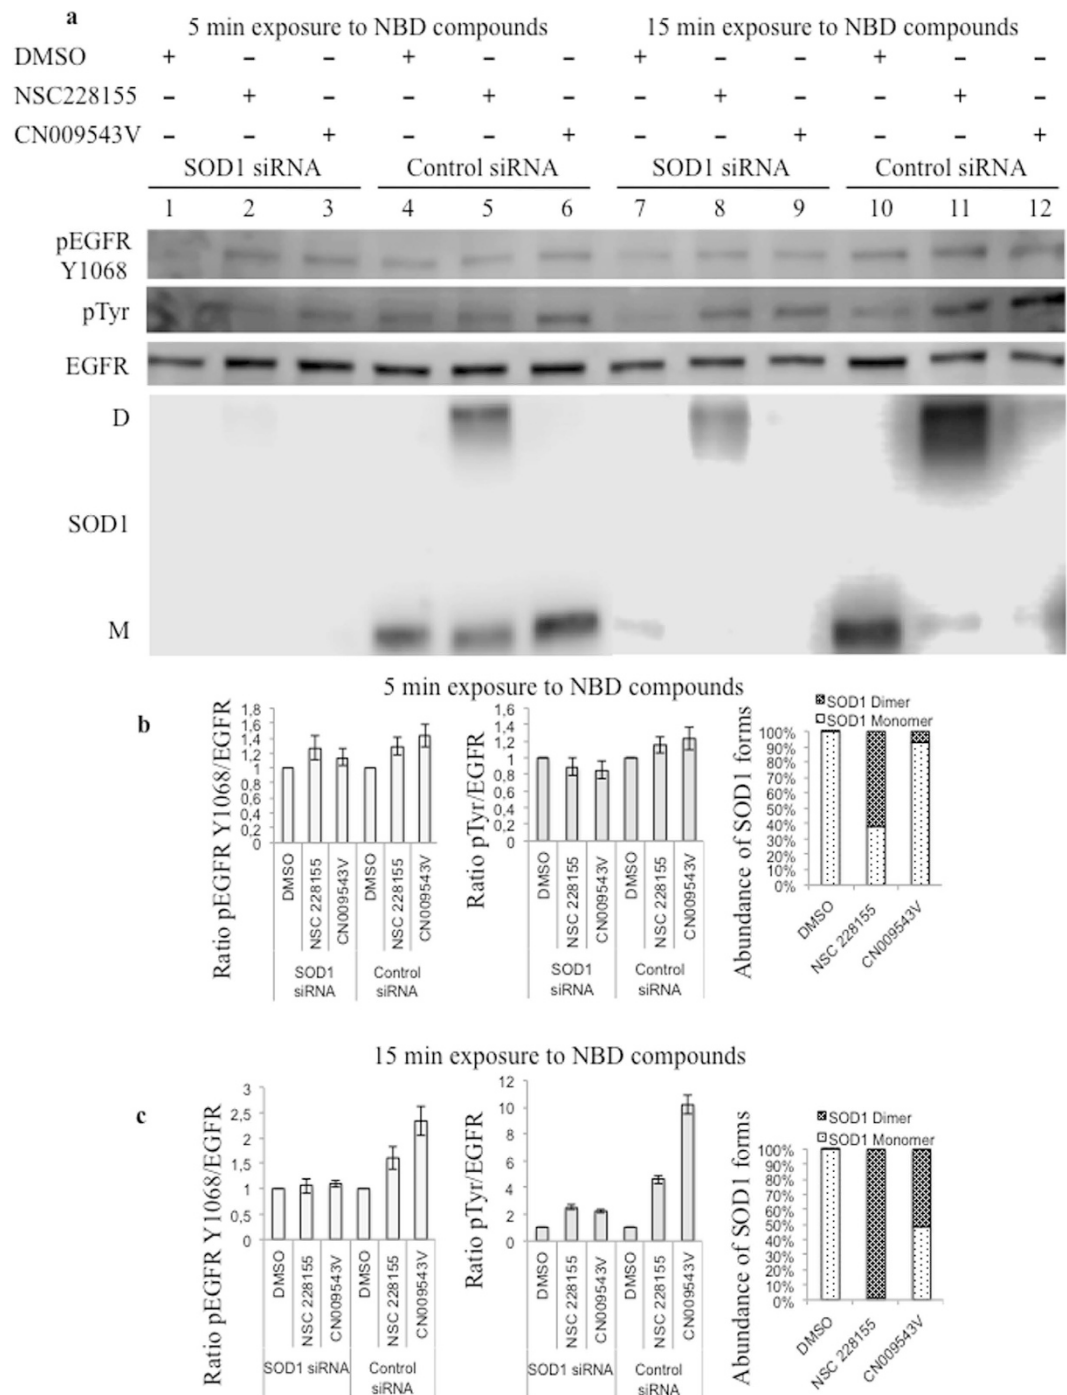 a
5 min exposure to NBD compounds 15 min exposure to NBD compounds
DMSO + – – + – – + – – + – –
NSC228155 – + – – + – – + – – + –
CN009543V – – + – – + – – + – – +
SOD1 siRNA Control siRNA SOD1 siRNA Control siRNA
1 2 3 4 5 6 7 8 9 10 11 12
pEGFR
Y1068
pTyr
EGFR
D
SOD1
M
5 min exposure to NBD compounds
b
Ratio pEGFR Y1068/EGFR
1,8
1,6
1,4
1,2
1
0,8
0,6
0,4
0,2
0
DMSO
NSC 228155
CN009543V
DMSO
NSC 228155
CN009543V
SOD1
siRNA
Control
siRNA
Ratio pTyr/EGFR
1,6
1,4
1,2
1
0,8
0,6
0,4
0,2
0
DMSO
NSC 228155
CN009543V
DMSO
NSC 228155
CN009543V
SOD1
siRNA
Control
siRNA
Abundance of SOD1 forms
SOD1 Dimer
SOD1 Monomer
100%
90%
80%
70%
60%
50%
40%
30%
20%
10%
0%
DMSO
NSC 228155
CN009543V
15 min exposure to NBD compounds
c
Ratio pEGFR Y1068/EGFR
3
2,5
2
1,5
1
0,5
0
DMSO
NSC 228155
CN009543V
DMSO
NSC 228155
CN009543V
SOD1 siRNA
Control
siRNA
Ratio pTyr/EGFR
12
10
8
6
4
2
0
DMSO
NSC 228155
CN009543V
DMSO
NSC 228155
CN009543V
SOD1 siRNA
Control
siRNA
Abundance of SOD1 forms
SOD1 Dimer
SOD1 Monomer
100%
90%
80%
70%
60%
50%
40%
30%
20%
10%
0%
DMSO
NSC 228155
CN009543V